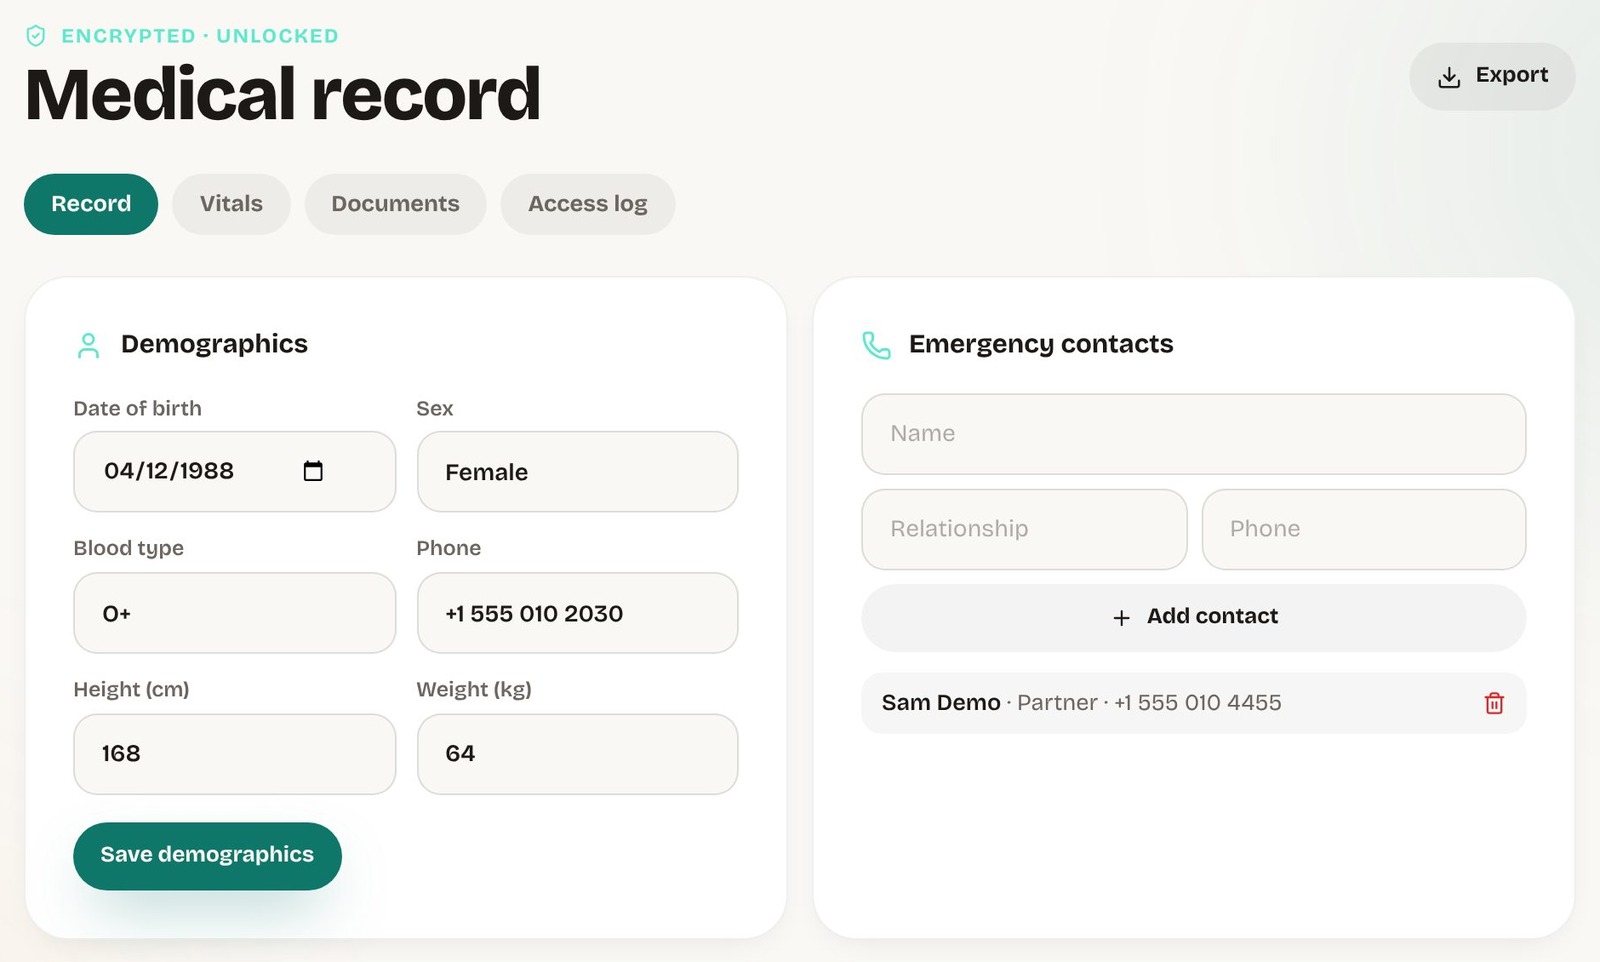 ENCRYPTED · UNLOCKED
Medical record
Export
Record
Vitals
Documents
Access log
Demographics
Date of birth
Sex
04/12/1988
Female
Blood type
Phone
O+
+1 555 010 2030
Height (cm)
Weight (kg)
168
64
Save demographics
Emergency contacts
Name
Relationship
Phone
+ Add contact
Sam Demo · Partner · +1 555 010 4455